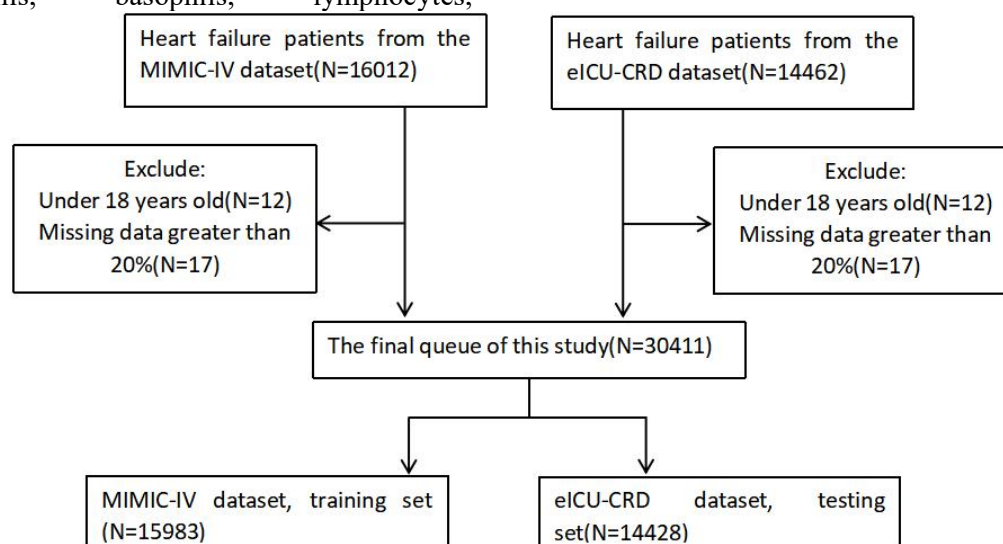 basophils, lymphocytes,
Heart failure patients from the
MIMIC-IV dataset(N=16012)
Heart failure patients from the
eICU-CRD dataset(N=14462)
Exclude:
Under 18 years old(N=12)
Missing data greater than
20%(N=17)
Exclude:
Under 18 years old(N=12)
Missing data greater than
20%(N=17)
The final queue of this study(N=30411)
MIMIC-IV dataset, training set
(N=15983)
eICU-CRD dataset, testing
set(N=14428)